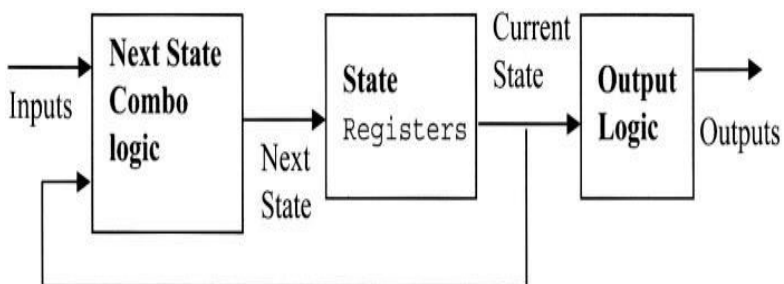 Inputs
Next State
Combo
logic
Next
State
State
Registers
Current
State
Output
Logic
Outputs